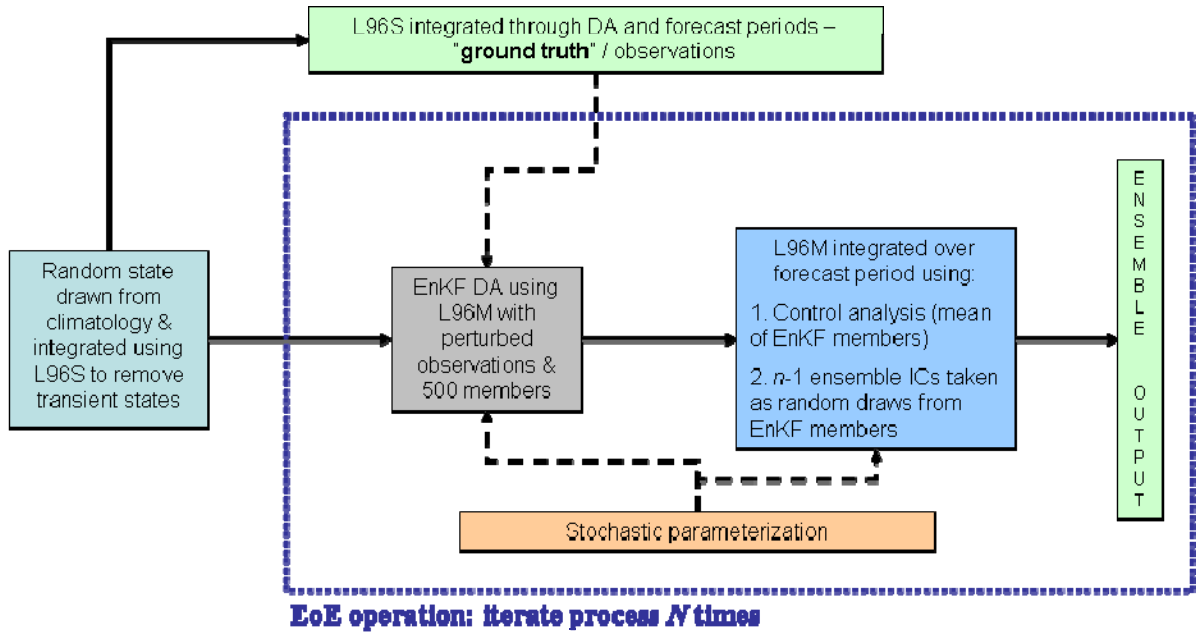 L96S integrated through DA and forecast periods –
"ground truth" / observations
Random state
drawn from
climatology &
integrated using
L96S to remove
transient states
EnKF DA using
L96M with
perturbed
observations &
500 members
L96M integrated over
forecast period using:
1. Control analysis (mean
of EnKF members)
2. n-1 ensemble ICs taken
as random draws from
EnKF members
ENSEMBLE OUTPUT
Stochastic parameterization
EoE operation: iterate process N times